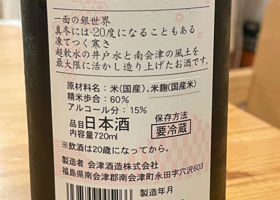 一面の銀世界
真冬には-20度になることもある
凍てつく寒さ
超軟水の井戸水と南会津の風土を
最大限に活かし造り上げたお酒です。
原材料名：米(国産)、米麹(国産)
精米歩合：60%
アルコール分：15%
品目 日本酒
内容量720ml
保存方法
要冷蔵
※飲酒は20歳になってから。
製造者 会津酒造株式会社
福島県南会津郡南会津町永田字穴沢603
製造年月